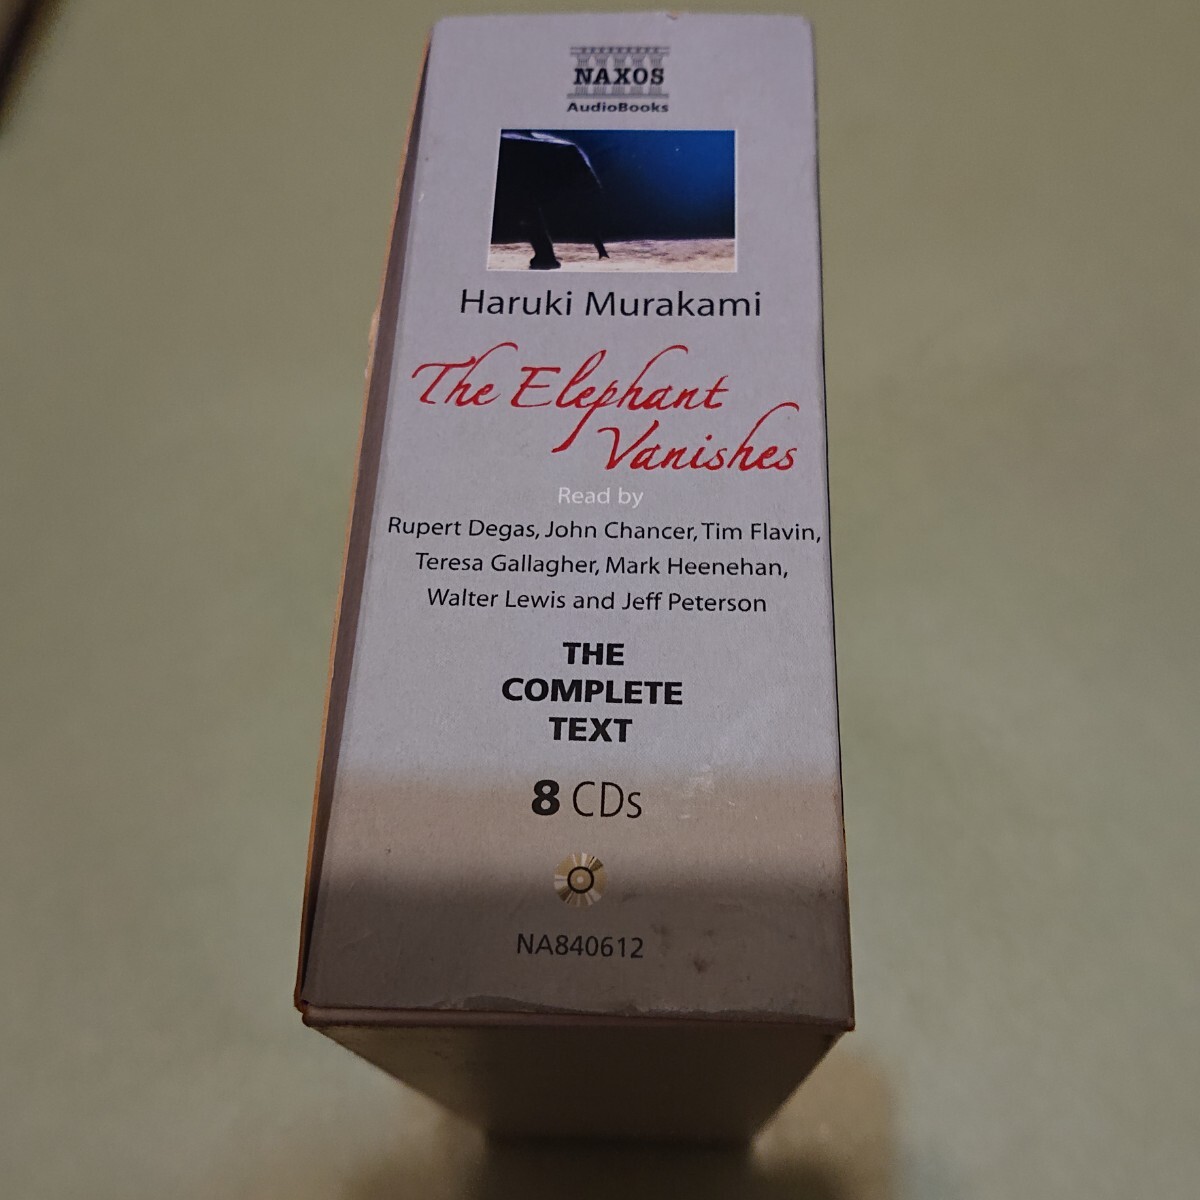 NAXOS
AudioBooks
Haruki Murakami
The Elephant
Vanishes
Read by
Rupert Degas, John Chancer, Tim Flavin,
Teresa Gallagher, Mark Heenehan,
Walter Lewis and Jeff Peterson
THE
COMPLETE
TEXT
8 CDs
NA840612